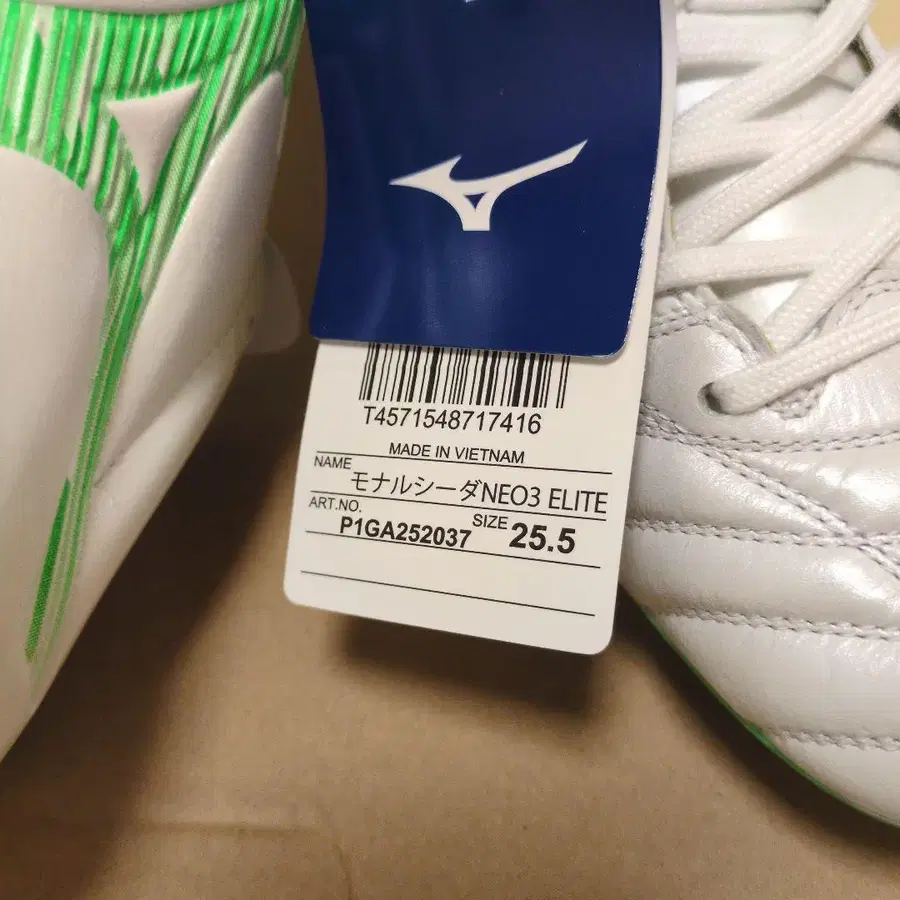 T4571548717416
MADE IN VIETNAM
NAME モナルシーダNEO3 ELITE
ART.NO. P1GA252037 SIZE 25.5